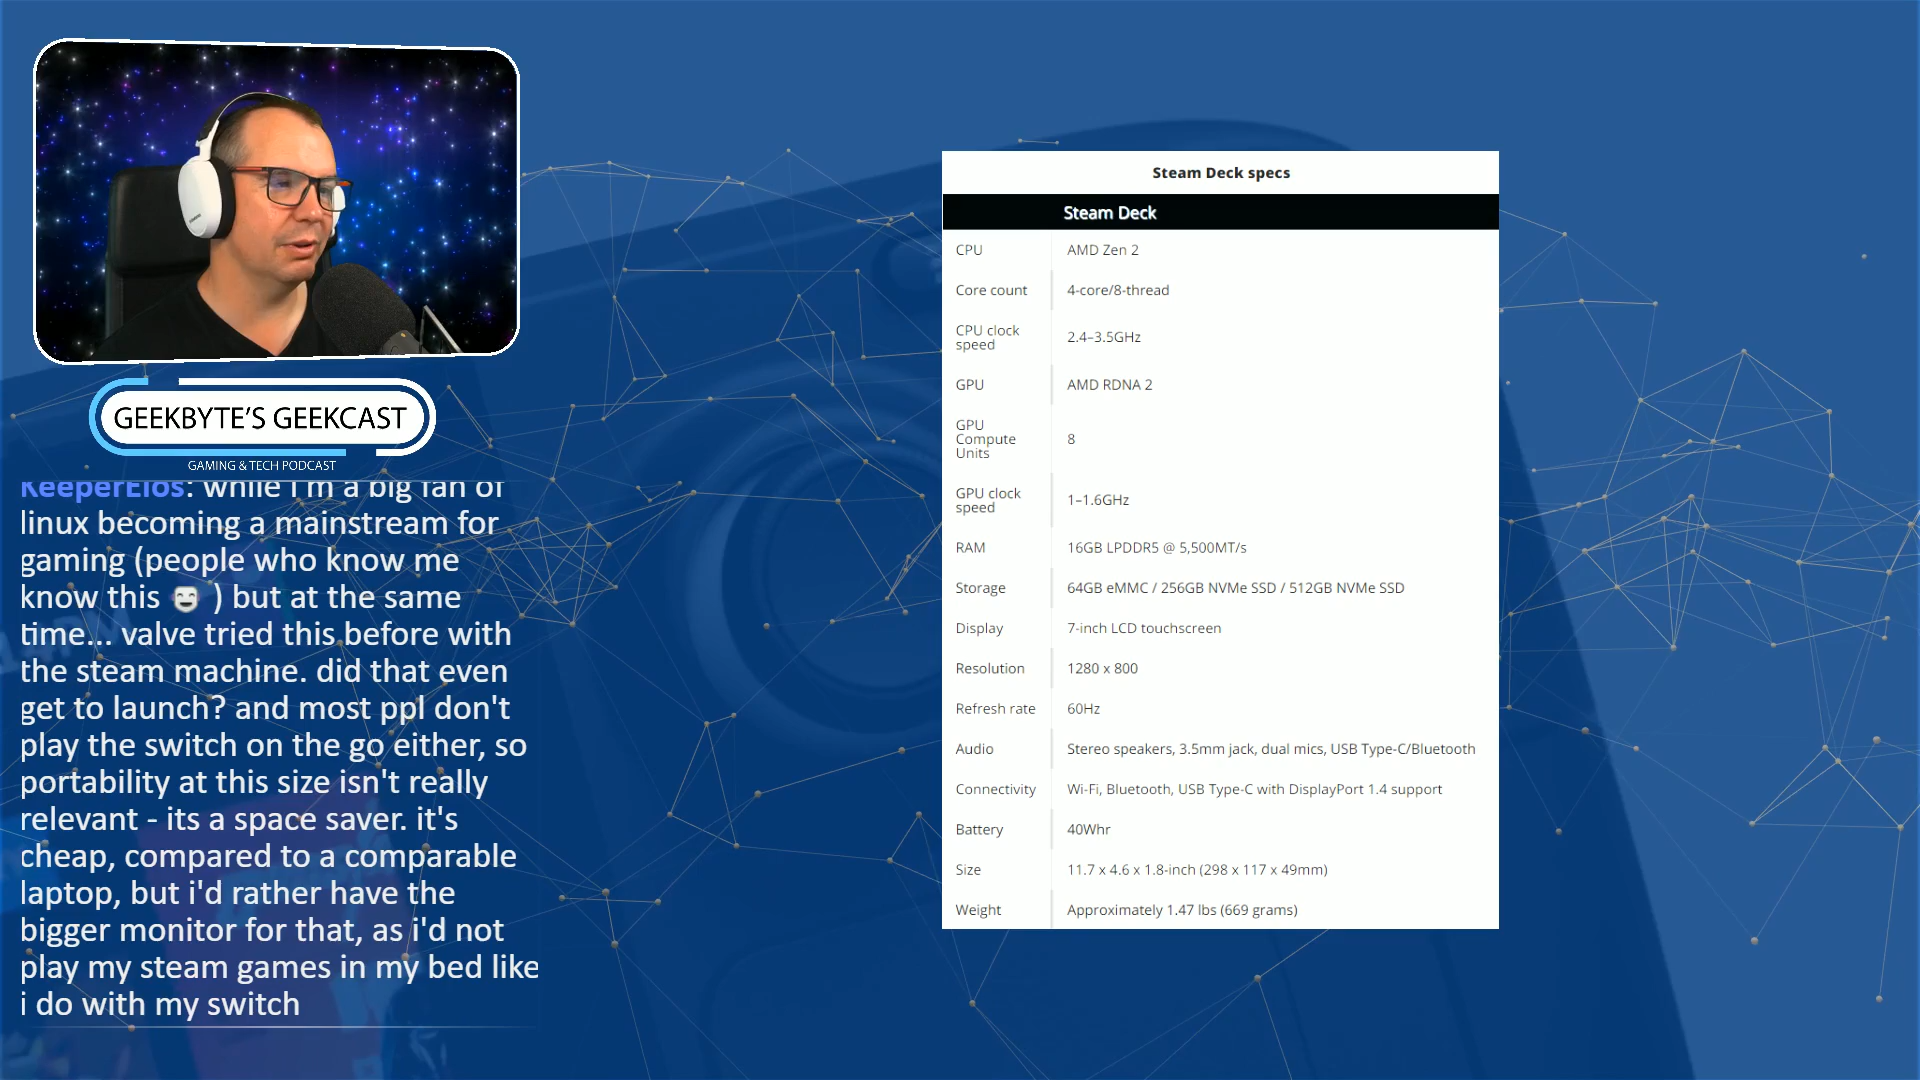 GEEKBYTE'S GEEKCAST
GAMING & TECH PODCAST
KeeperElos: while i'm a big fan of
linux becoming a mainstream for
gaming (people who know me
know this ) but at the same
time... valve tried this before with
the steam machine. did that even
get to launch? and most ppl don't
play the switch on the go either, so
portability at this size isn't really
relevant - its a space saver. it's
cheap, compared to a comparable
laptop, but i'd rather have the
bigger monitor for that, as i'd not
play my steam games in my bed like
i do with my switch
Steam Deck specs
Steam Deck
CPU AMD Zen 2
Core count 4-core/8-thread
CPU clock speed 2.4–3.5GHz
GPU AMD RDNA 2
GPU Compute Units 8
GPU clock speed 1–1.6GHz
RAM 16GB LPDDR5 @ 5,500MT/s
Storage 64GB eMMC / 256GB NVMe SSD / 512GB NVMe SSD
Display 7-inch LCD touchscreen
Resolution 1280 x 800
Refresh rate 60Hz
Audio Stereo speakers, 3.5mm jack, dual mics, USB Type-C/Bluetooth
Connectivity Wi-Fi, Bluetooth, USB Type-C with DisplayPort 1.4 support
Battery 40Whr
Size 11.7 x 4.6 x 1.8-inch (298 x 117 x 49mm)
Weight Approximately 1.47 lbs (669 grams)